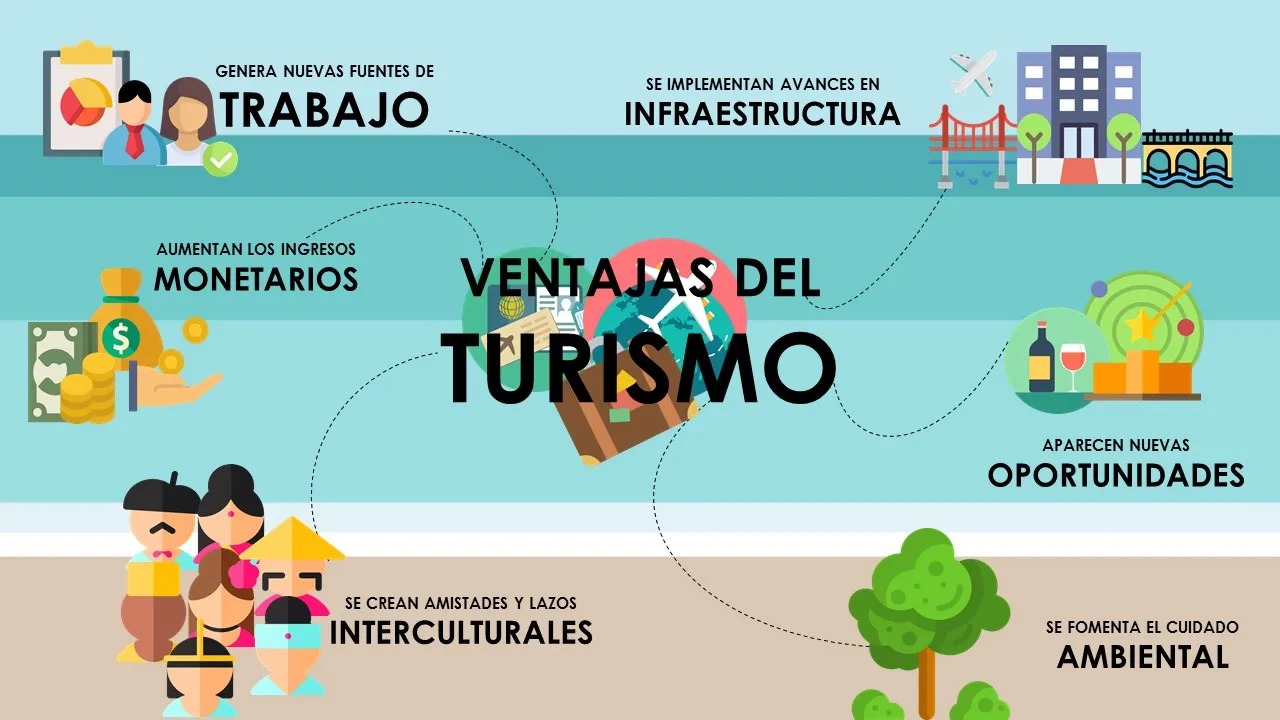 GENERA NUEVAS FUENTES DE
TRABAJO
SE IMPLEMENTAN AVANCES EN
INFRAESTRUCTURA
AUMENTAN LOS INGRESOS
MONETARIOS
$
VENTAJAS DEL
TURISMO
APARECEN NUEVAS
OPORTUNIDADES
SE CREAN AMISTADES Y LAZOS
INTERCULTURALES
SE FOMENTA EL CUIDADO
AMBIENTAL